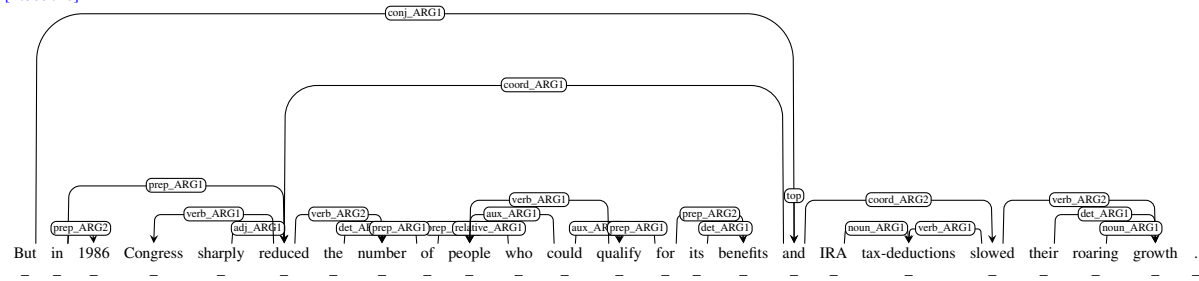 conj_ARG1
coord_ARG1
prep_ARG1 top
verb_ARG1 coord_ARG2 verb_ARG2
verb_ARG1 verb_ARG2 aux_ARG1 prep_ARG2 det_ARG1
prep_ARG2 adj_ARG1 prep_ARG1 relative_ARG1 prep_ARG1 det_ARG1 noun_ARG1 verb_ARG1 noun_ARG1
But in 1986 Congress sharply reduced the number of people who could qualify for its benefits and IRA tax-deductions slowed their roaring growth .
_ _ _ _ _ _ _ _ _ _ _ _ _ _ _ _ _ _ _ _ _ _ _ _